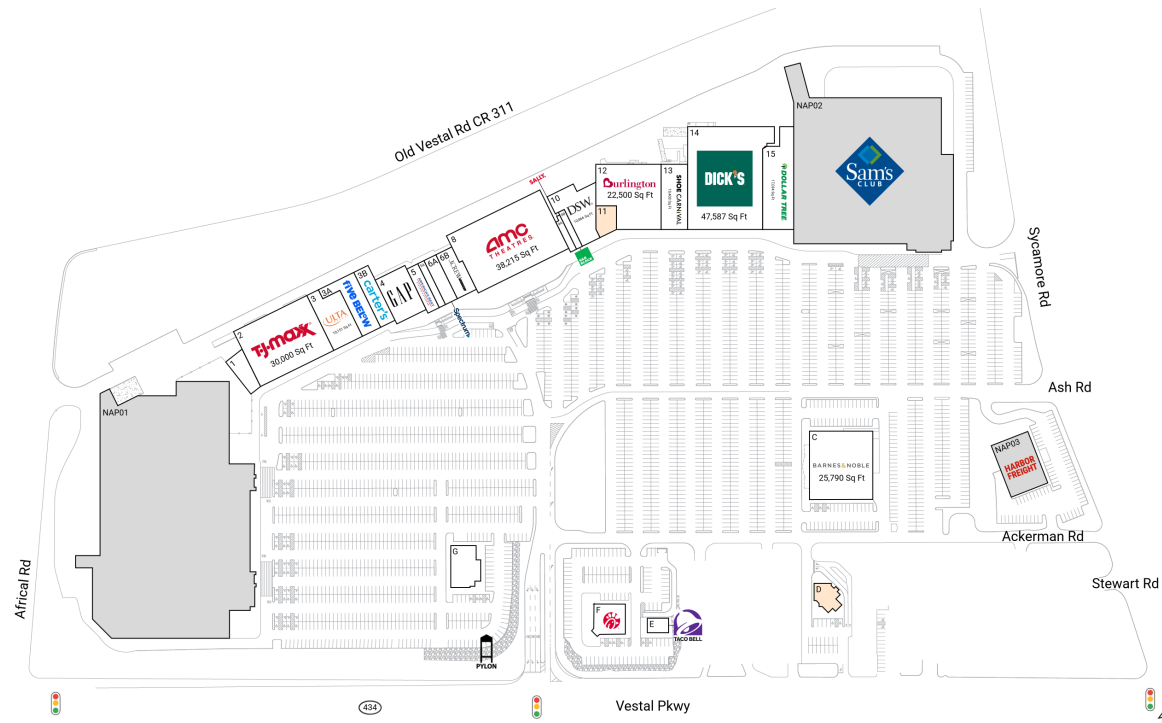 Old Vestal Rd CR 311
NAP02
Sam's
CLUB
14
DICK'S
47,587 Sq Ft
15
DOLLAR TREE
12
Burlington
22,500 Sq Ft
13
SHOE CARNIVAL
11
SALLY
10
DSW
8
AMC
THEATRES
38,215 Sq Ft
6B
6A
5
4
GAP
3B
carter's
3A
five BELOW
3
ULTA
2
T·J·maxx
30,000 Sq Ft
1
Spectrum
Sycamore Rd
Ash Rd
NAP01
C
BARNES & NOBLE
25,790 Sq Ft
NAP03
HARBOR
FREIGHT
Ackerman Rd
Stewart Rd
Africal Rd
G
D
F
E
TACO BELL
PYLON
434
Vestal Pkwy